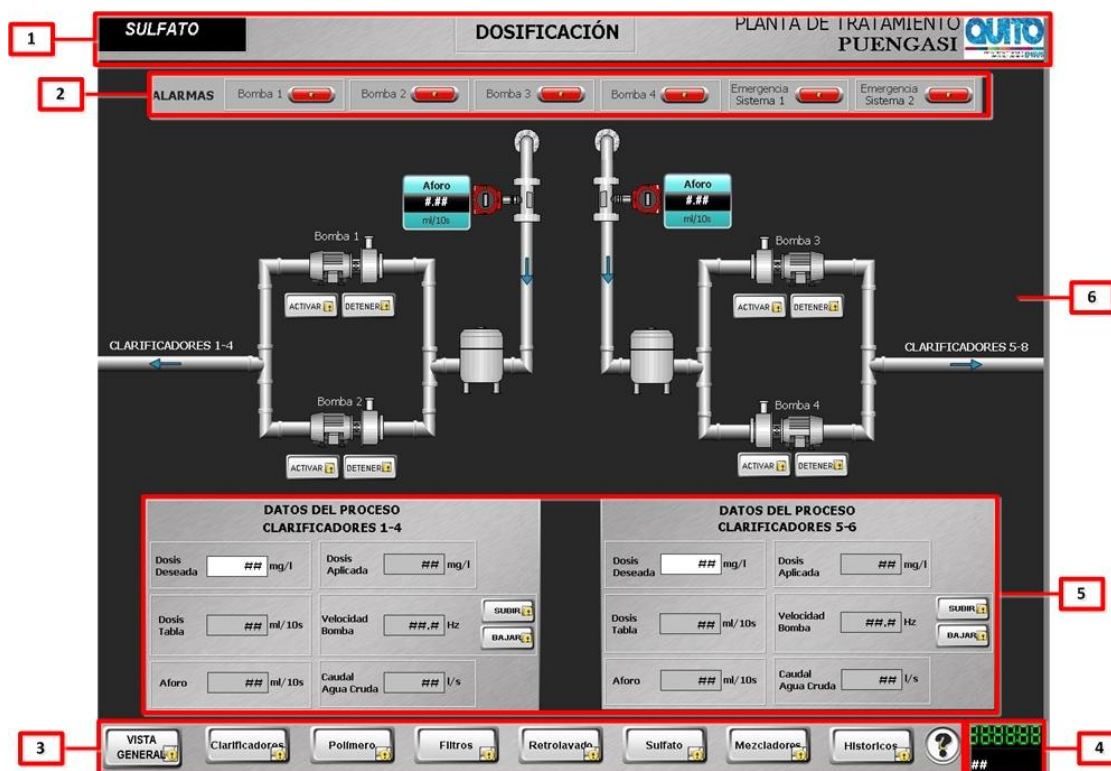 SULFATO
DOSIFICACIÓN
PLANTA DE TRATAMIENTO
PUENGASI
QUITO
1
2
ALARMAS
Bomba 1
Bomba 2
Bomba 3
Bomba 4
Emergencia
Sistema 1
Emergencia
Sistema 2
Aforo
#.##
ml/10s
Aforo
#.##
ml/10s
Bomba 1
ACTIVAR
DETENER
Bomba 3
ACTIVAR
DETENER
6
CLARIFICADORES 1-4
CLARIFICADORES 5-8
Bomba 2
ACTIVAR
DETENER
Bomba 4
ACTIVAR
DETENER
DATOS DEL PROCESO
CLARIFICADORES 1-4
Dosis
Deseada
## mg/l
Dosis
Aplicada
## mg/l
Dosis
Tabla
## ml/10s
Velocidad
Bomba
##.# Hz
SUBIR
BAJAR
Aforo
## ml/10s
Caudal
Agua Cruda
## l/s
DATOS DEL PROCESO
CLARIFICADORES 5-6
Dosis
Deseada
## mg/l
Dosis
Aplicada
## mg/l
Dosis
Tabla
## ml/10s
Velocidad
Bomba
##.# Hz
SUBIR
BAJAR
Aforo
## ml/10s
Caudal
Agua Cruda
## l/s
5
3
VISTA
GENERAL
Clarificadores
Polímero
Filtros
Retrolavado
Sulfato
Mezcladores
Historicos
?
##
4